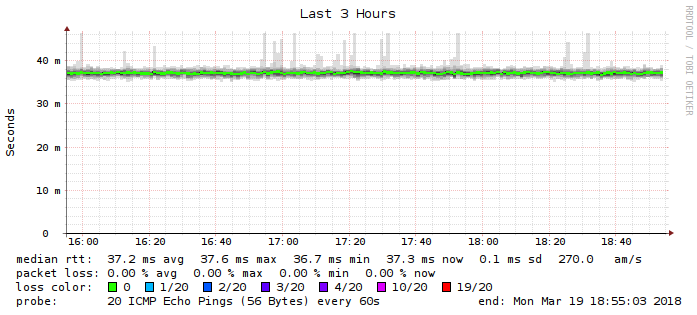 Last 3 Hours
RRDTOOL / TOBI OETIKER
Seconds
40 m
30 m
20 m
10 m
0
16:00 16:20 16:40 17:00 17:20 17:40 18:00 18:20 18:40
median rtt: 37.2 ms avg 37.6 ms max 36.7 ms min 37.3 ms now 0.1 ms sd 270.0 am/s
packet loss: 0.00 % avg 0.00 % max 0.00 % min 0.00 % now
loss color: 0 1/20 2/20 3/20 4/20 10/20 19/20
probe: 20 ICMP Echo Pings (56 Bytes) every 60s end: Mon Mar 19 18:55:03 2018